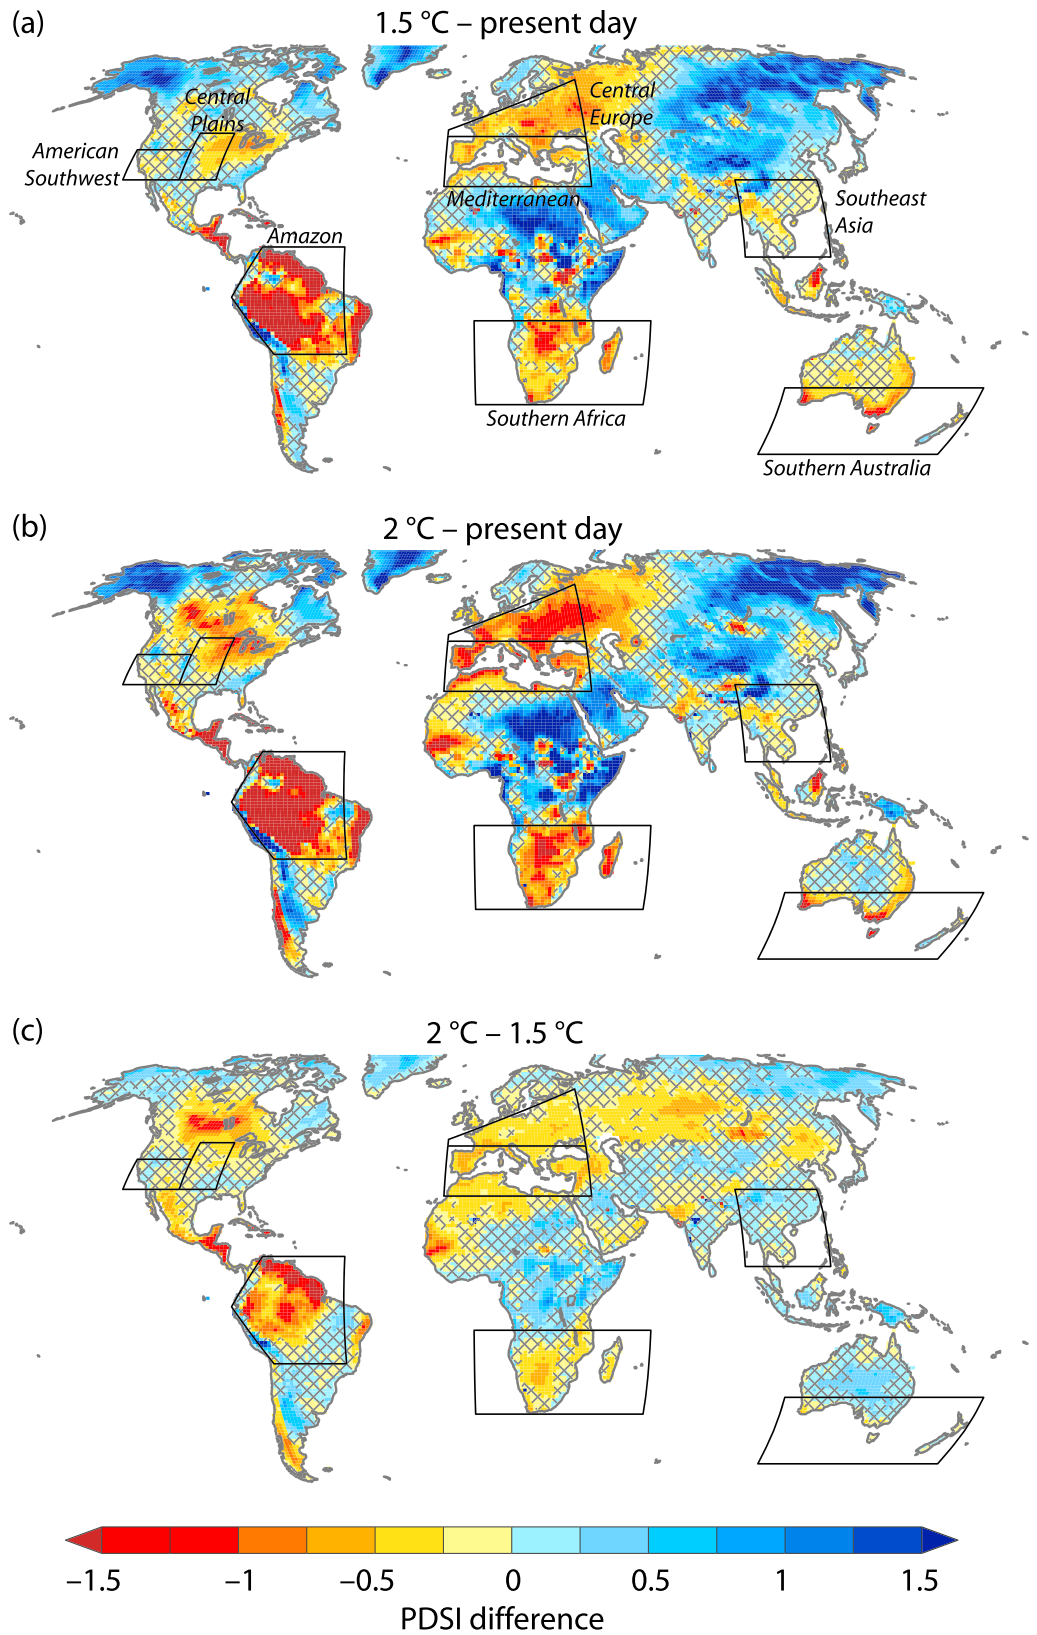 (a)
1.5 °C – present day
Central
Plains
American
Southwest
Central
Europe
Mediterranean
Southeast
Asia
Amazon
Southern Africa
Southern Australia
(b)
2 °C – present day
(c)
2 °C – 1.5 °C
−1.5 −1 −0.5 0 0.5 1 1.5
PDSI difference